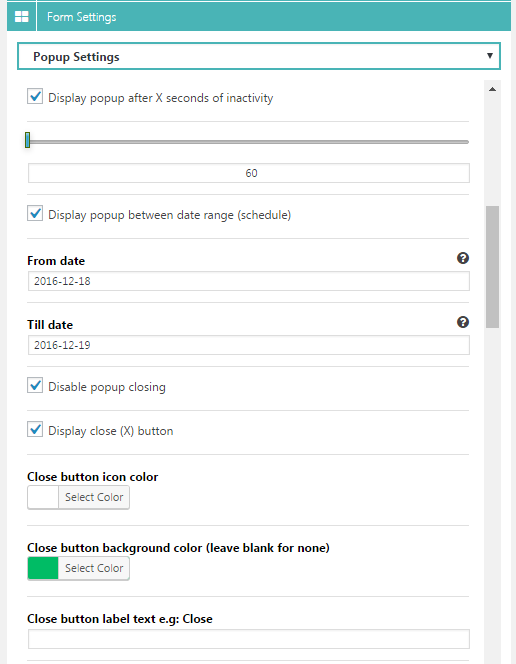 Form Settings
Popup Settings
Display popup after X seconds of inactivity
60
Display popup between date range (schedule)
From date
2016-12-18
Till date
2016-12-19
Disable popup closing
Display close (X) button
Close button icon color
Select Color
Close button background color (leave blank for none)
Select Color
Close button label text e.g: Close